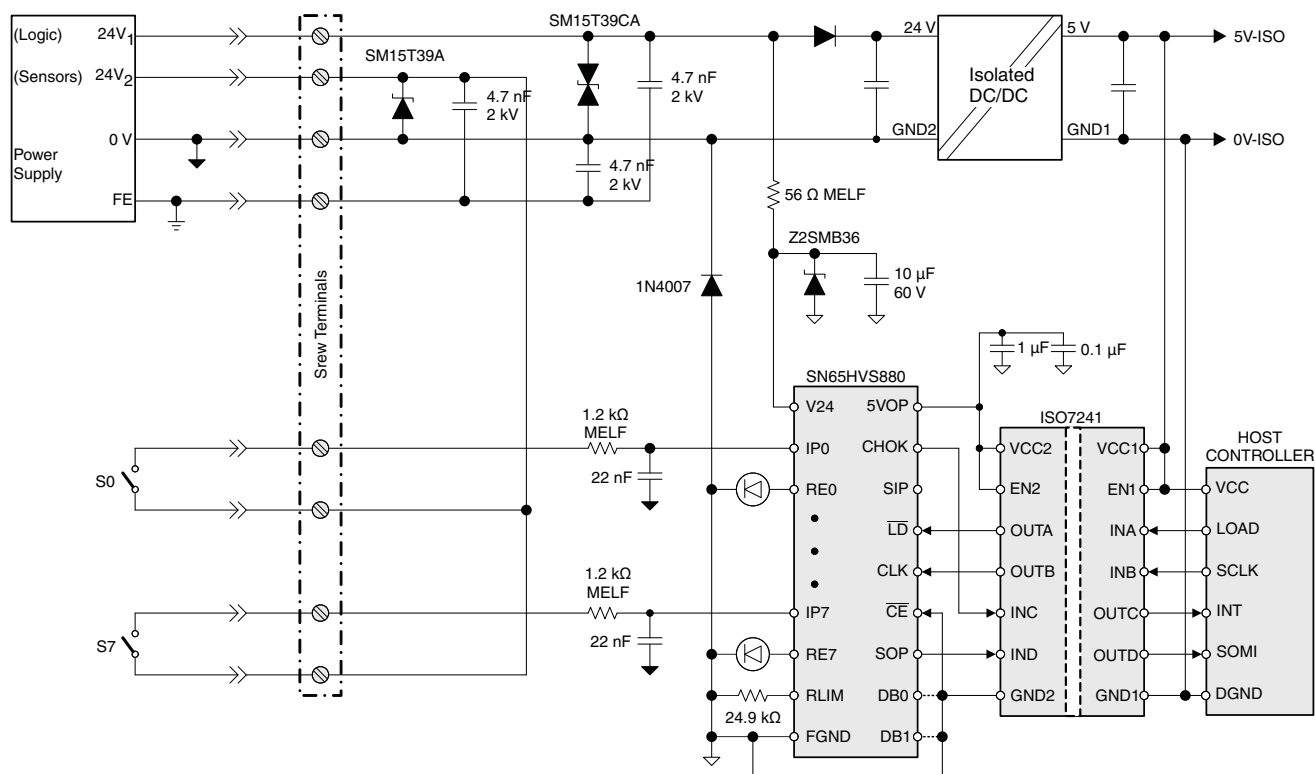 SM15T39CA
(Logic) 24V1
24 V
5 V
5V-ISO
SM15T39A
(Sensors) 24V2
4.7 nF
2 kV
4.7 nF
2 kV
Isolated
DC/DC
0 V
GND2
GND1
0V-ISO
Power
Supply
4.7 nF
2 kV
FE
56 Ω MELF
Z2SMB36
1N4007
10 μF
60 V
Srew Terminals
1 μF
0.1 μF
SN65HVS880
V24
5VOP
ISO7241
HOST
CONTROLLER
1.2 kΩ
MELF
IP0
CHOK
VCC2
VCC1
S0
22 nF
RE0
SIP
EN2
EN1
VCC
LD
OUTA
INA
LOAD
CLK
OUTB
INB
SCLK
1.2 kΩ
MELF
IP7
CE
INC
OUTC
INT
S7
22 nF
RE7
SOP
IND
OUTD
SOMI
RLIM
DB0
GND2
GND1
DGND
24.9 kΩ
FGND
DB1